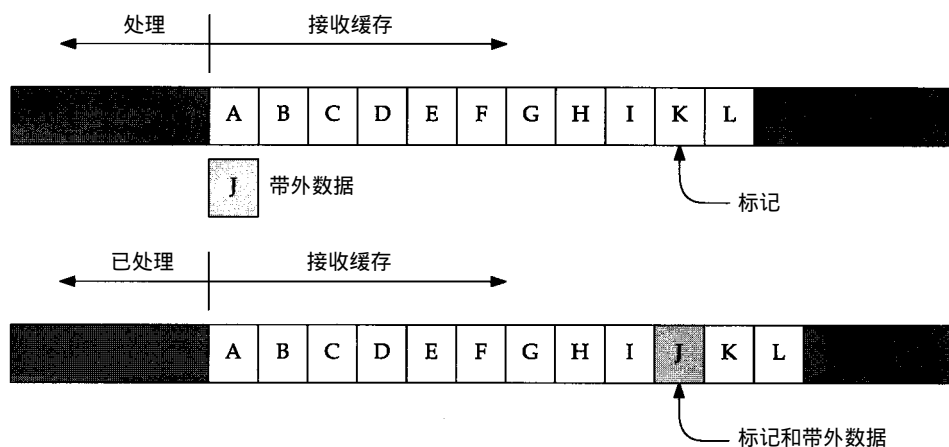 处理 接收缓存
A B C D E F G H I K L
J 带外数据
标记
已处理 接收缓存
A B C D E F G H I J K L
标记和带外数据